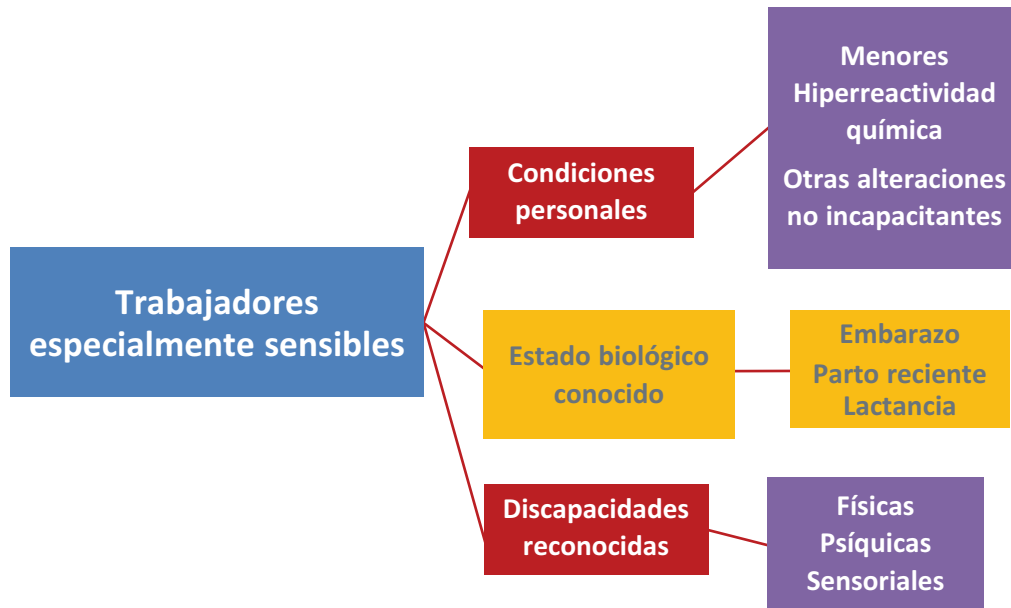 Trabajadores
especialmente sensibles
Condiciones
personales
Menores
Hiperreactividad
química
Otras alteraciones
no incapacitantes
Estado biológico
conocido
Embarazo
Parto reciente
Lactancia
Discapacidades
reconocidas
Físicas
Psíquicas
Sensoriales